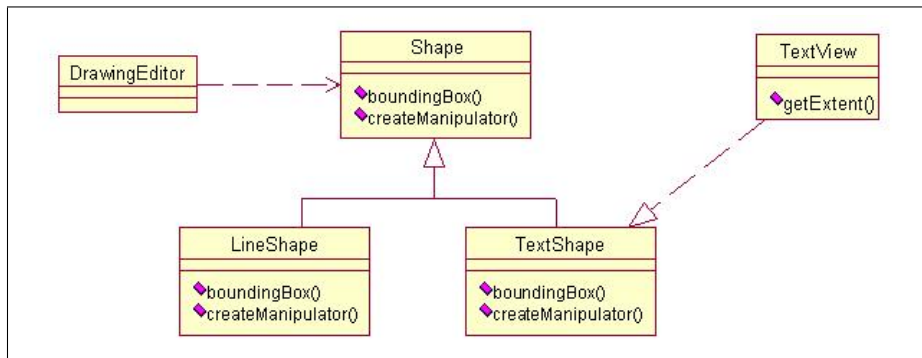 Shape
boundingBox()
createManipulator()
DrawingEditor
TextView
getExtent()
LineShape
boundingBox()
createManipulator()
TextShape
boundingBox()
createManipulator()